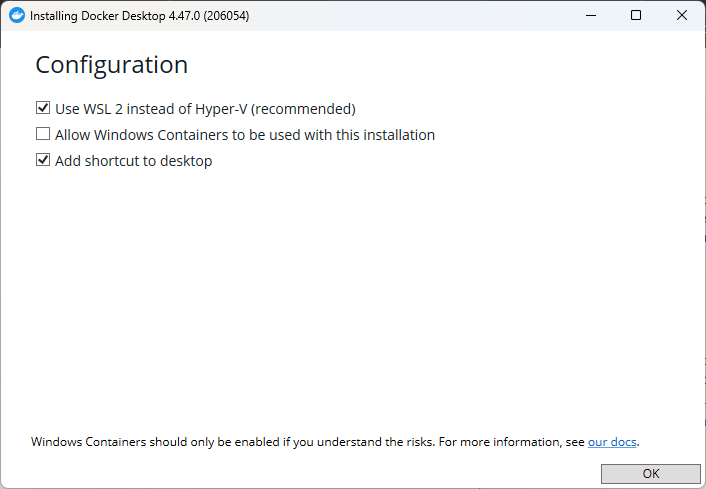 Installing Docker Desktop 4.47.0 (206054)
Configuration
Use WSL 2 instead of Hyper-V (recommended)
Allow Windows Containers to be used with this installation
Add shortcut to desktop
Windows Containers should only be enabled if you understand the risks. For more information, see our docs.
OK